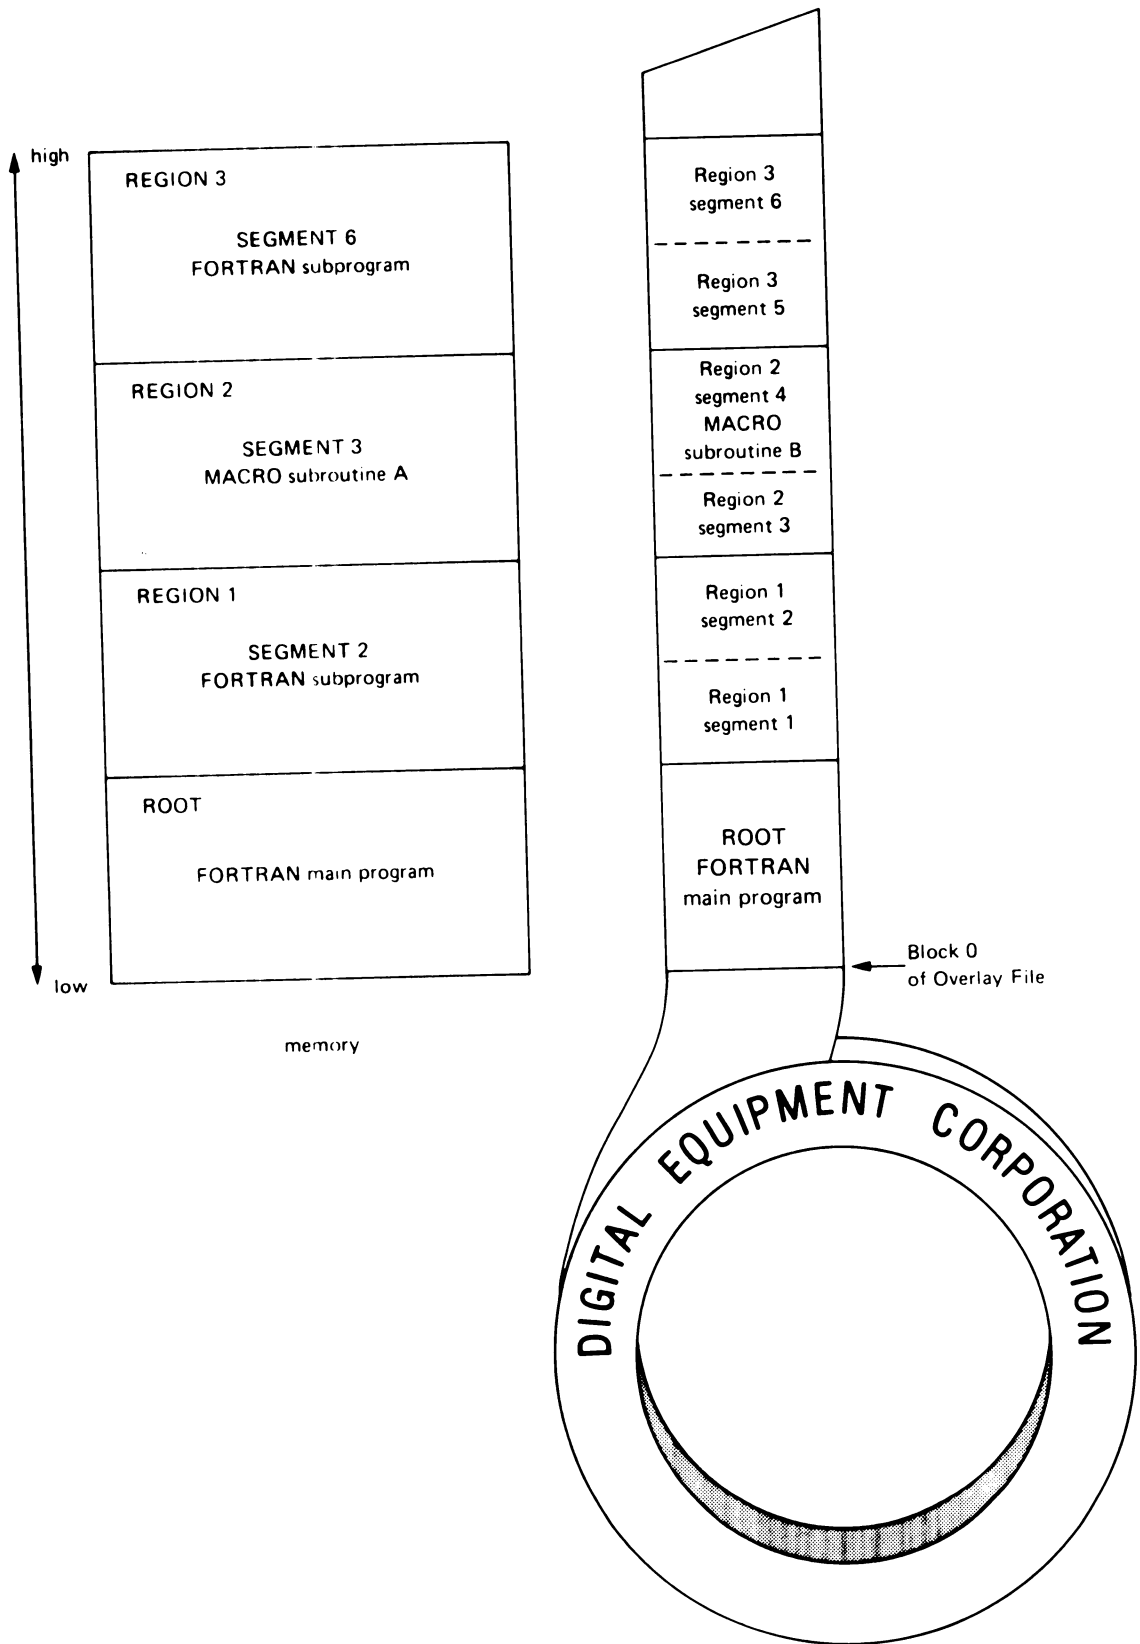 high
REGION 3
SEGMENT 6
FORTRAN subprogram
REGION 2
SEGMENT 3
MACRO subroutine A
REGION 1
SEGMENT 2
FORTRAN subprogram
ROOT
FORTRAN main program
low
memory
Region 3
segment 6
Region 3
segment 5
Region 2
segment 4
MACRO
subroutine B
Region 2
segment 3
Region 1
segment 2
Region 1
segment 1
ROOT
FORTRAN
main program
Block 0
of Overlay File
DIGITAL EQUIPMENT CORPORATION